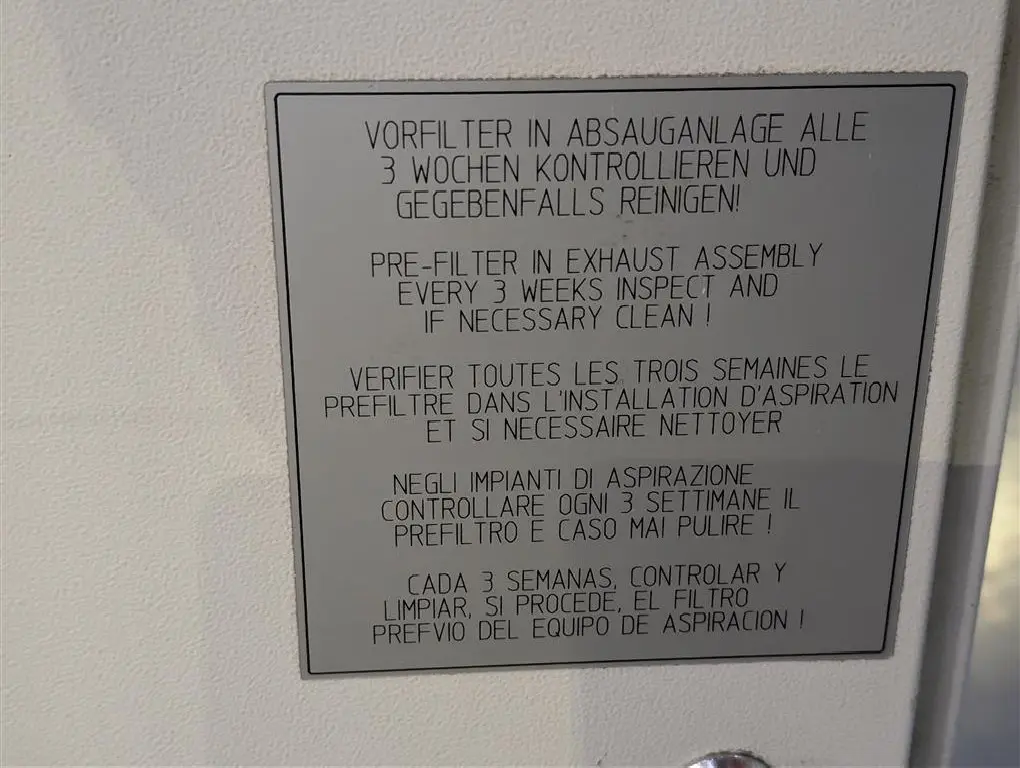 VORFILTER IN ABSAUGANLAGE ALLE
3 WOCHEN KONTROLLIEREN UND
GEGEBENFALLS REINIGEN!
PRE-FILTER IN EXHAUST ASSEMBLY
EVERY 3 WEEKS INSPECT AND
IF NECESSARY CLEAN !
VERIFIER TOUTES LES TROIS SEMAINES LE
PREFILTRE DANS L'INSTALLATION D'ASPIRATION
ET SI NECESSAIRE NETTOYER
NEGLI IMPIANTI DI ASPIRAZIONE
CONTROLLARE OGNI 3 SETTIMANE IL
PREFILTRO E CASO MAI PULIRE !
CADA 3 SEMANAS, CONTROLAR Y
LIMPIAR, SI PROCEDE, EL FILTRO
PREFVIO DEL EQUIPO DE ASPIRACION !